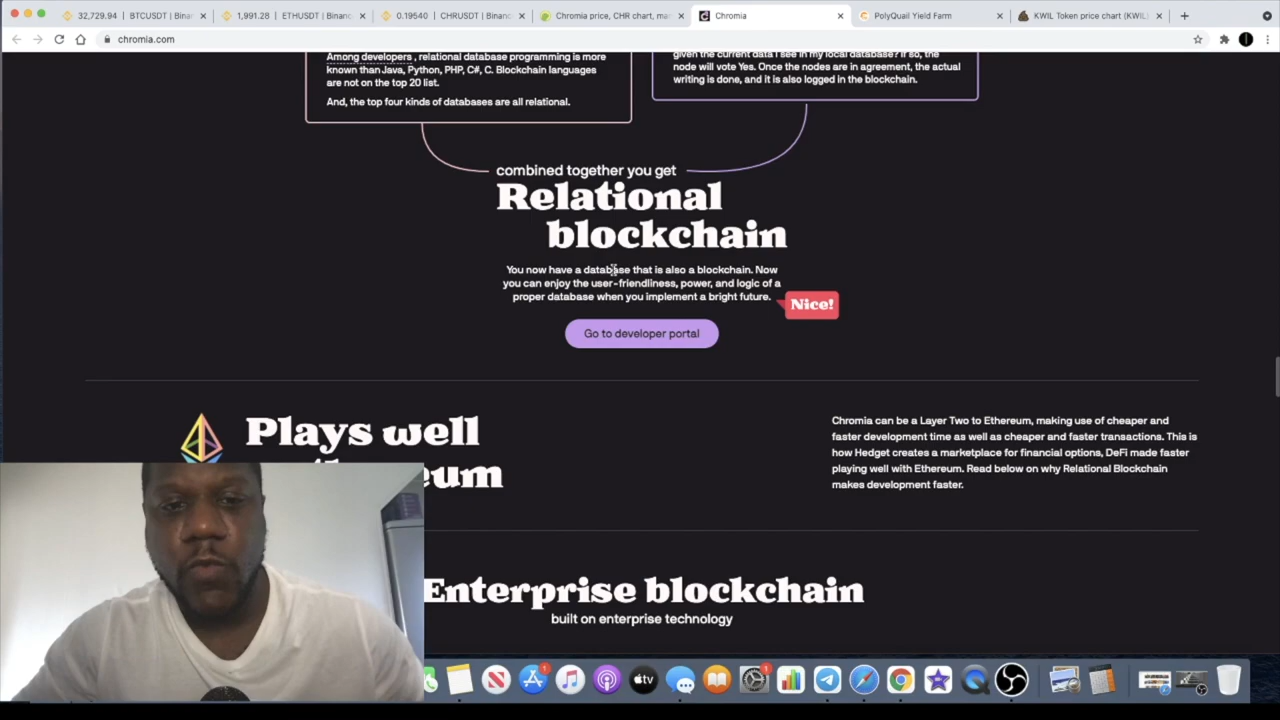 32,729.94 | BTCUSDT | Binan
1,991.28 | ETHUSDT | Binanc
0.19540 | CHRUSDT | Binanc
Chromia price, CHR chart, ma
Chromia
PolyQuail Yield Farm
KWIL Token price chart (KWIL
chromia.com
Among developers , relational database programming is more
known than Java, Python, PHP, C#, C. Blockchain languages
are not on the top 20 list.
And, the top four kinds of databases are all relational.
given the current data I see in my local database? If so, the
node will vote Yes. Once the nodes are in agreement, the actual
writing is done, and it is also logged in the blockchain.
combined together you get
Relational
blockchain
You now have a database that is also a blockchain. Now
you can enjoy the user-friendliness, power, and logic of a
proper database when you implement a bright future.
Nice!
Go to developer portal
Plays well
eum
Chromia can be a Layer Two to Ethereum, making use of cheaper and
faster development time as well as cheaper and faster transactions. This is
how Hedget creates a marketplace for financial options, DeFi made faster
playing well with Ethereum. Read below on why Relational Blockchain
makes development faster.
Enterprise blockchain
built on enterprise technology
1
tv
1